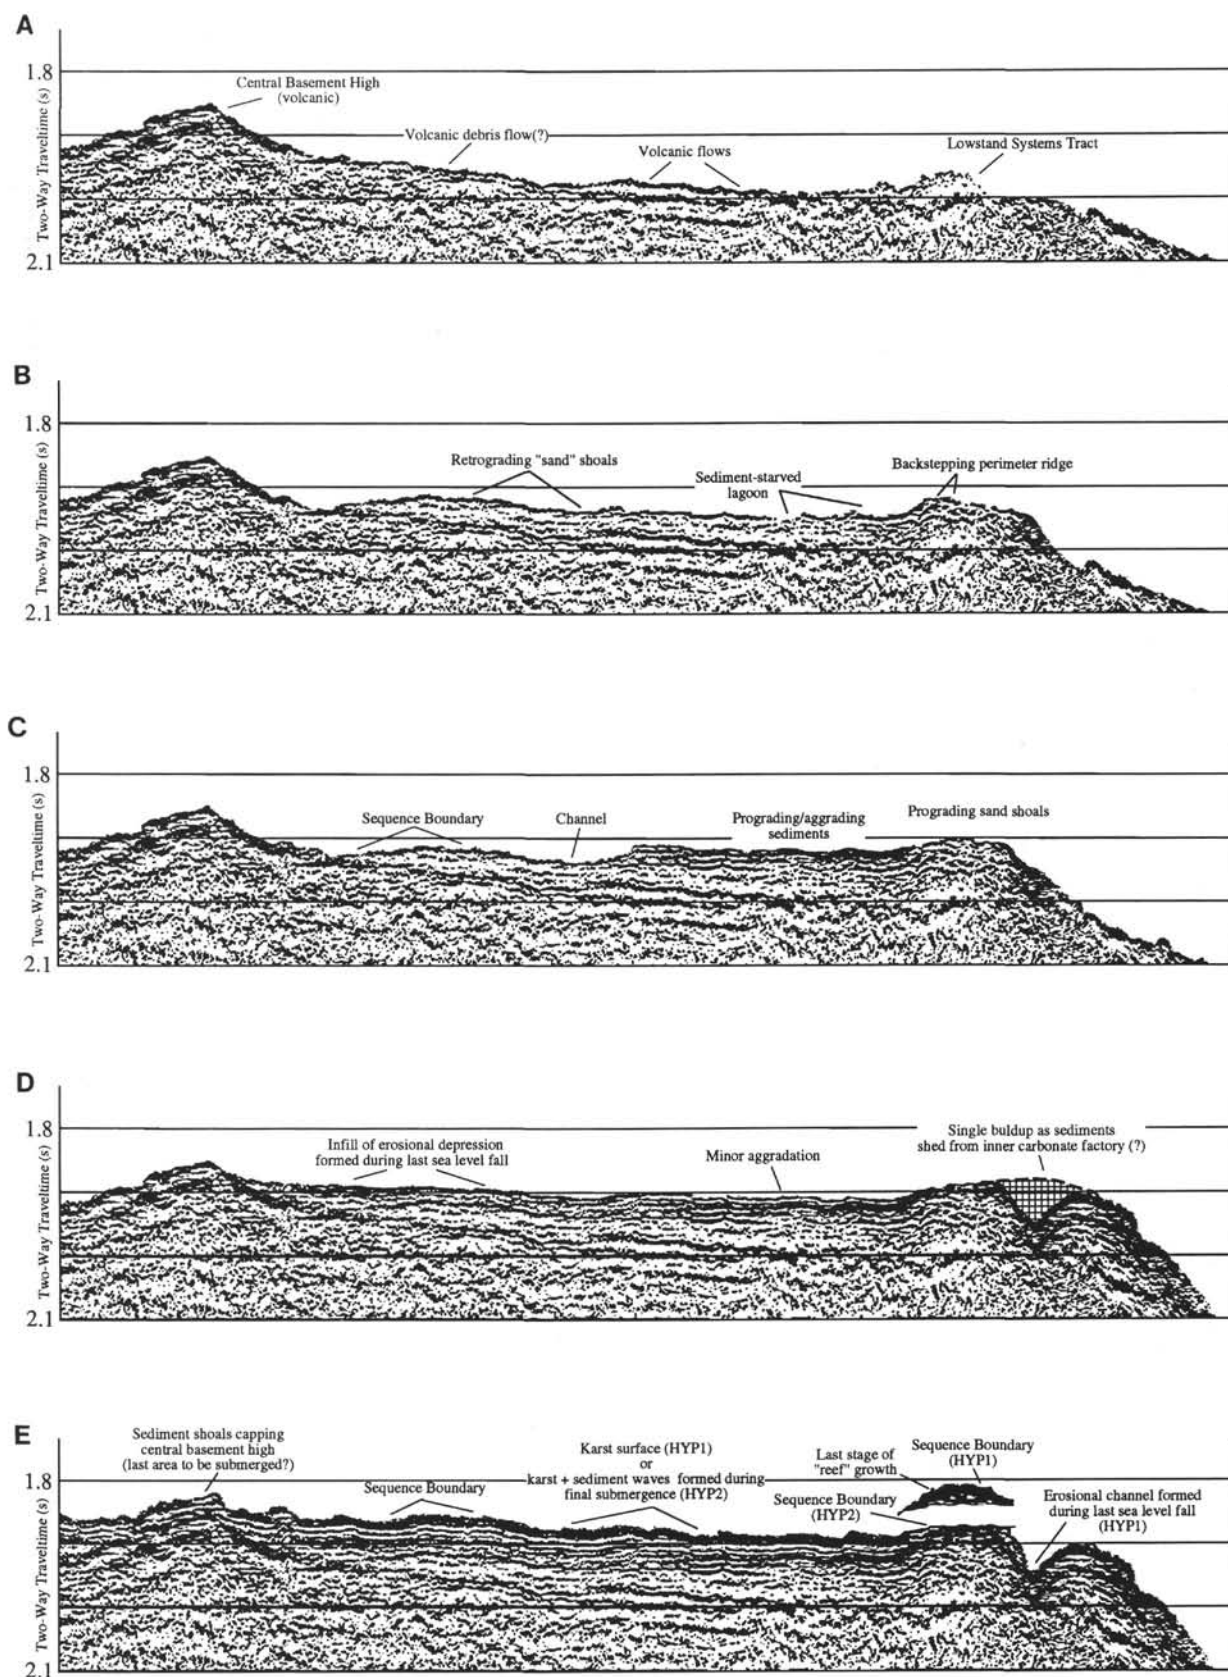 A
1.8
Central Basement High
(volcanic)
Volcanic debris flow(?)
Volcanic flows
Lowstand Systems Tract
Two-Way Traveltime (s)
2.1
B
1.8
Retrograding "sand" shoals
Sediment-starved
lagoon
Backstepping perimeter ridge
Two-Way Traveltime (s)
2.1
C
1.8
Sequence Boundary
Channel
Prograding/aggrading
sediments
Prograding sand shoals
Two-Way Traveltime (s)
2.1
D
1.8
Infill of erosional depression
formed during last sea level fall
Minor aggradation
Single buildup as sediments
shed from inner carbonate factory (?)
Two-Way Traveltime (s)
2.1
E
Sediment shoals capping
central basement high
(last area to be submerged?)
1.8
Sequence Boundary
Karst surface (HYP1)
or
karst + sediment waves formed during
final submergence (HYP2)
Last stage of
"reef" growth
Sequence Boundary
(HYP1)
Sequence Boundary
(HYP2)
Erosional channel formed
during last sea level fall
(HYP1)
Two-Way Traveltime (s)
2.1